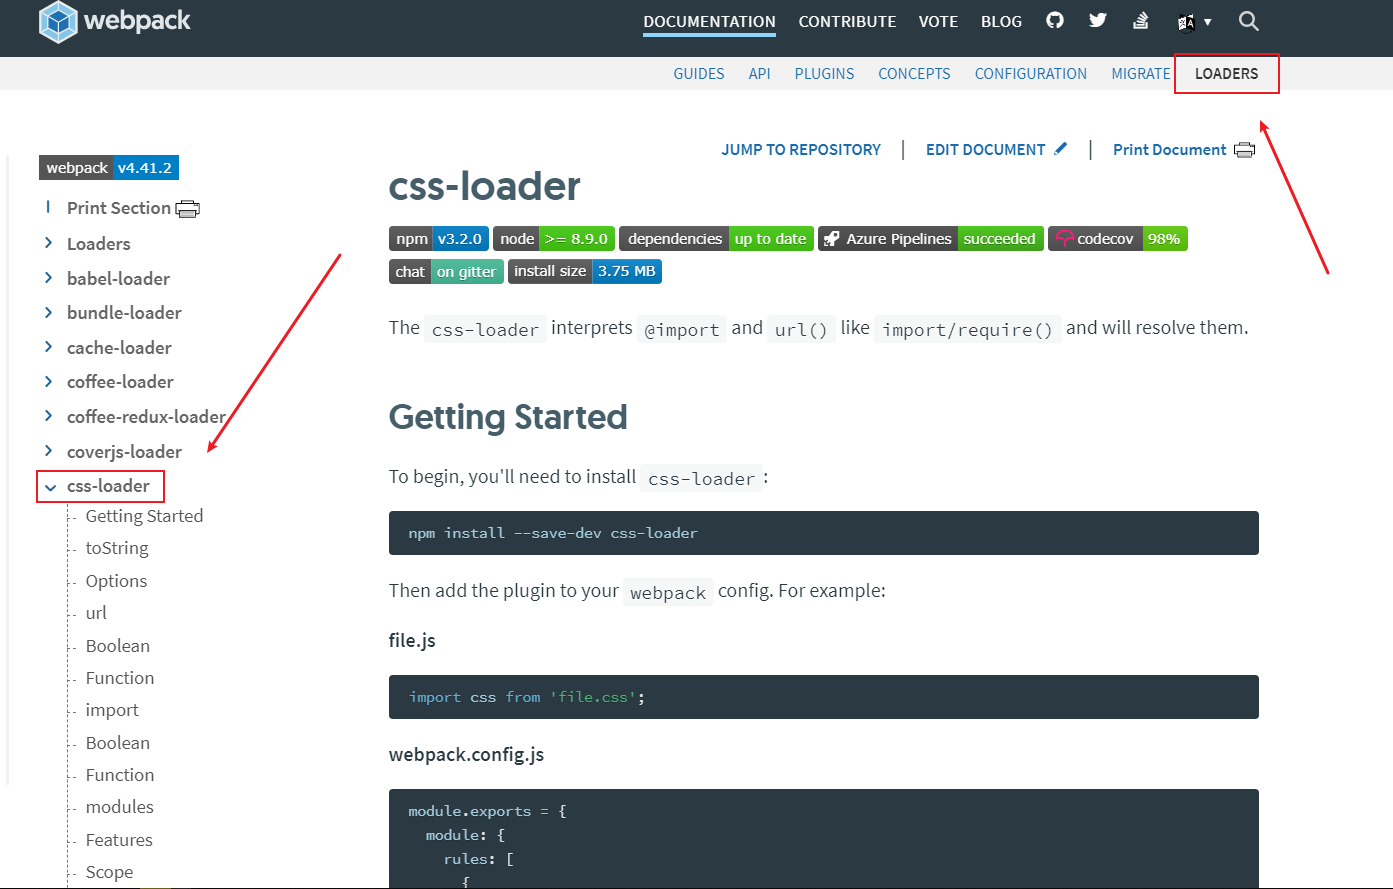 webpack
DOCUMENTATION CONTRIBUTE VOTE BLOG
GUIDES API PLUGINS CONCEPTS CONFIGURATION MIGRATE LOADERS
JUMP TO REPOSITORY | EDIT DOCUMENT | Print Document
webpack v4.41.2
Print Section
Loaders
babel-loader
bundle-loader
cache-loader
coffee-loader
coffee-redux-loader
coverjs-loader
css-loader
Getting Started
toString
Options
url
Boolean
Function
import
Boolean
Function
modules
Features
Scope
css-loader
npm v3.2.0 node >= 8.9.0 dependencies up to date Azure Pipelines succeeded codecov 98%
chat on gitter install size 3.75 MB
The css-loader interprets @import and url() like import/require() and will resolve them.
Getting Started
To begin, you'll need to install css-loader:
npm install --save-dev css-loader
Then add the plugin to your webpack config. For example:
file.js
import css from 'file.css';
webpack.config.js
module.exports = {
module: {
rules: [
{